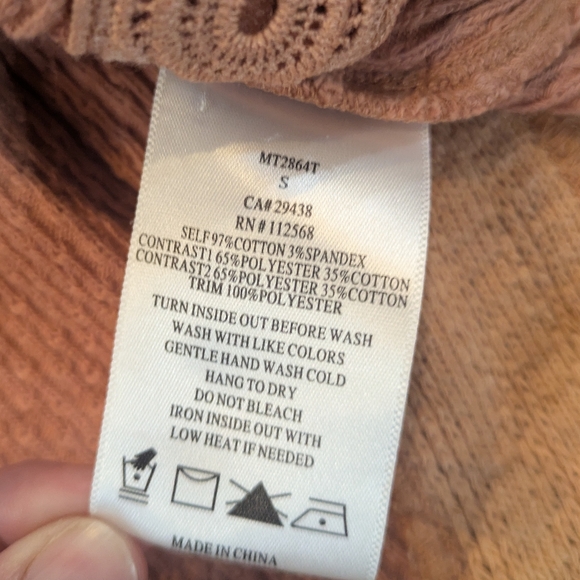 MT2864T
S
CA#29438
RN#112568
SELF97%COTTON 3%SPANDEX
CONTRAST1 65%POLYESTER 35%COTTON
CONTRAST2 65%POLYESTER 35%COTTON
TRIM 100%POLYESTER
TURN INSIDE OUT BEFORE WASH
WASH WITH LIKE COLORS
GENTLE HAND WASH COLD
HANG TO DRY
DO NOT BLEACH
IRON INSIDE OUT WITH
LOW HEAT IF NEEDED
MADE IN CHINA